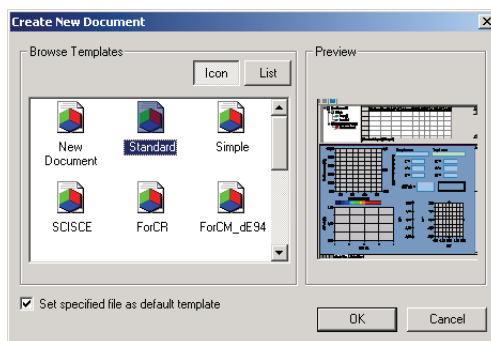 Create New Document
Browse Templates
Icon
List
New
Document
Standard
Simple
SCISCE
ForCR
ForCM_dE94
Preview
Set specified file as default template
OK
Cancel